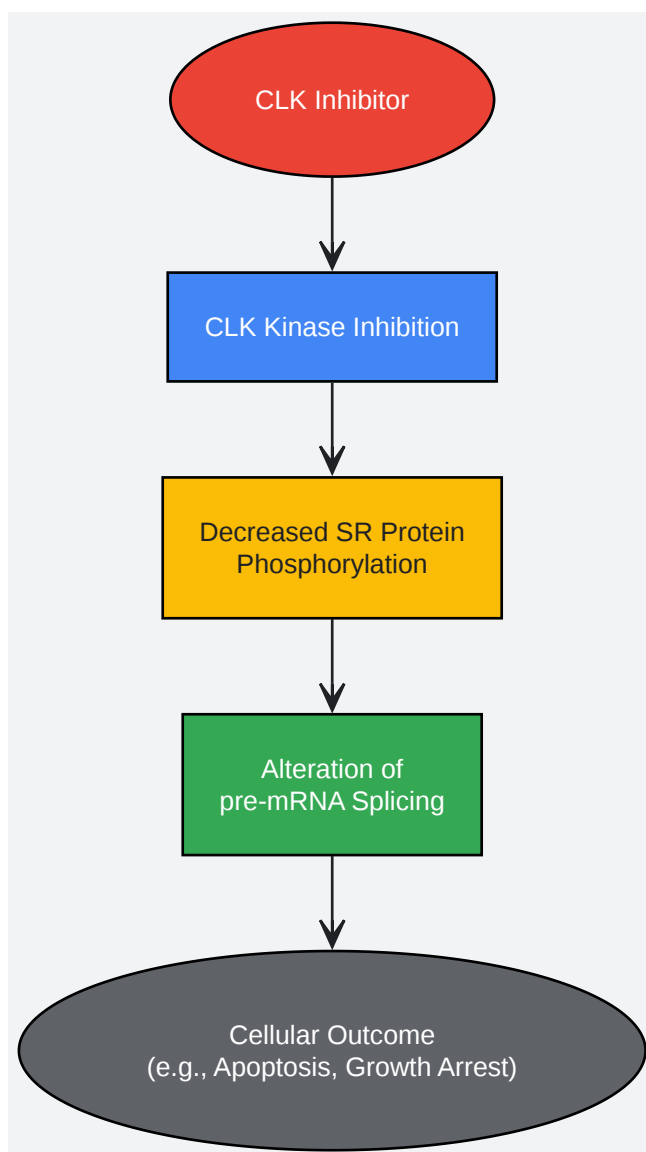 CLK Inhibitor
CLK Kinase Inhibition
Decreased SR Protein
Phosphorylation
Alteration of
pre-mRNA Splicing
Cellular Outcome
(e.g., Apoptosis, Growth Arrest)